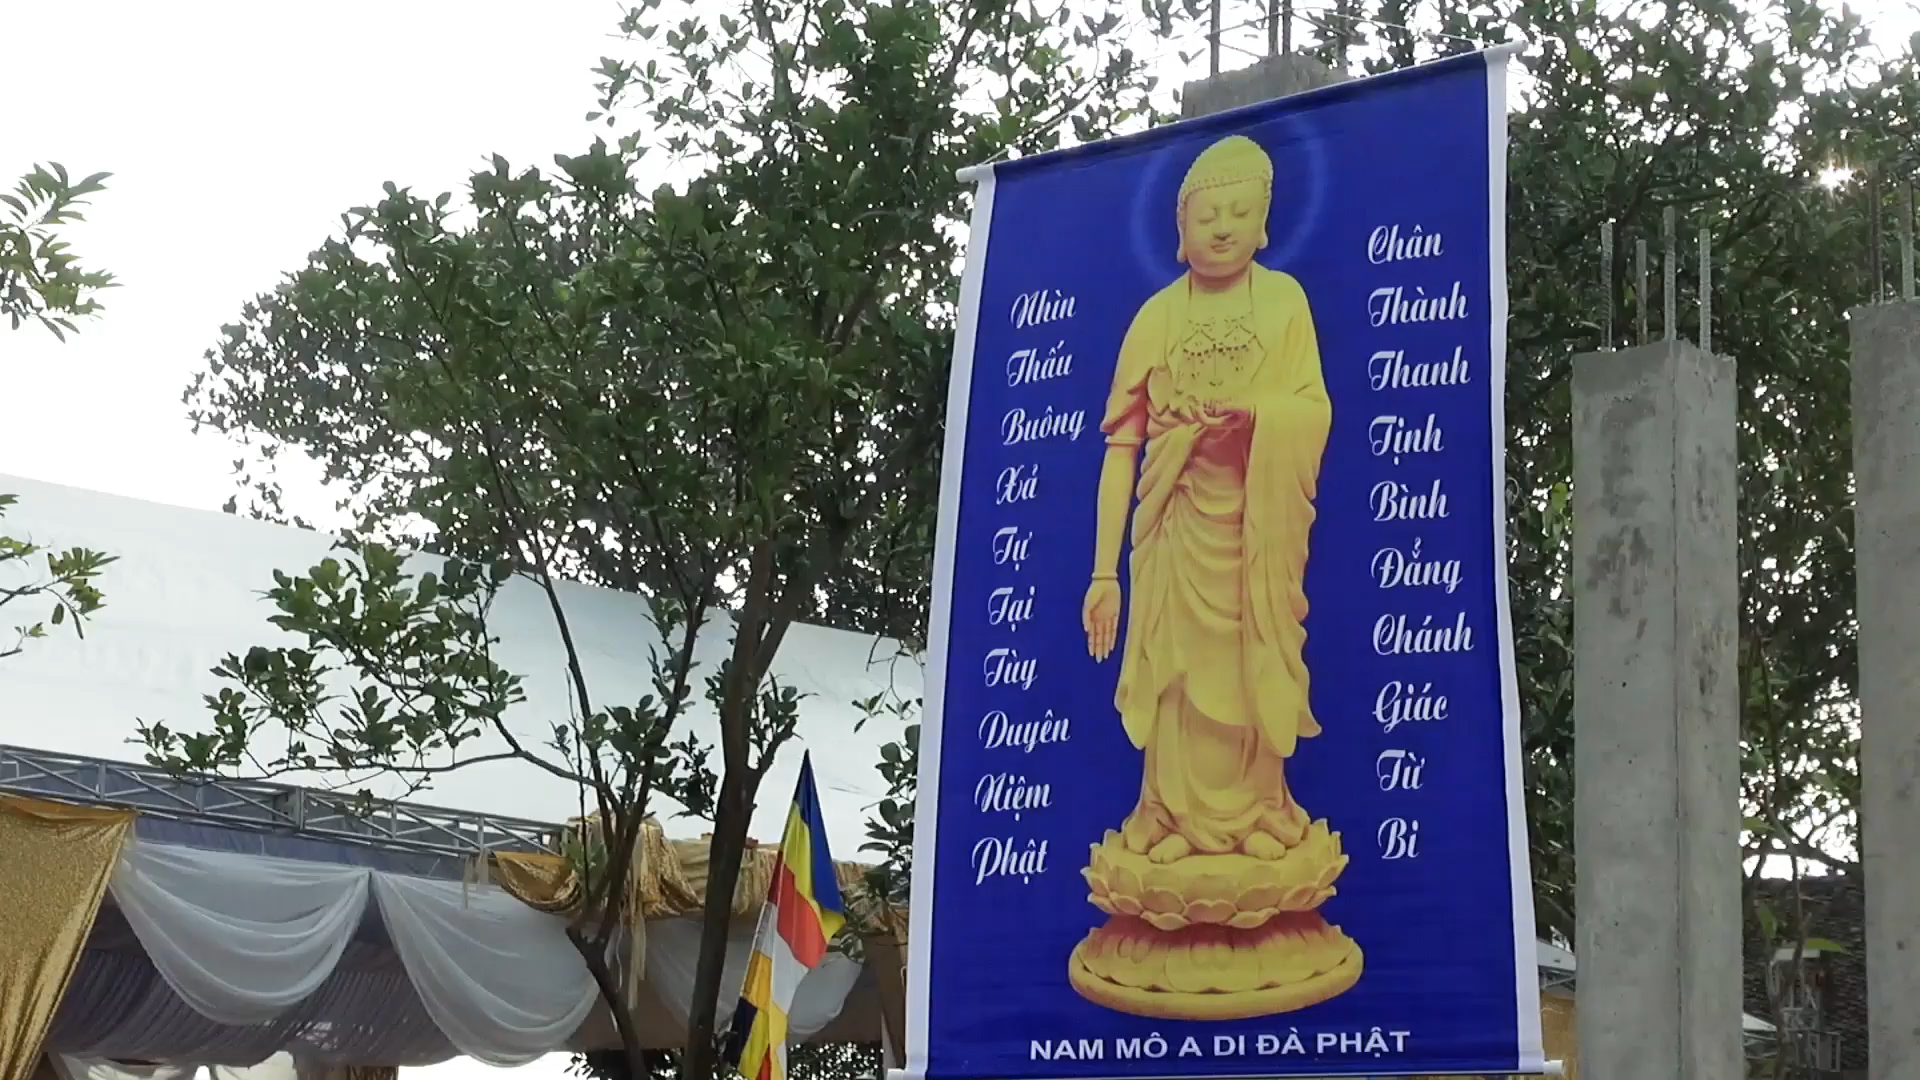 Chân
Thành
Thanh
Tịnh
Bình
Đẳng
Chánh
Giác
Từ
Bi
Nhìn
Thấu
Buông
Xả
Tự
Tại
Tùy
Duyên
Niệm
Phật
NAM MÔ A DI ĐÀ PHẬT